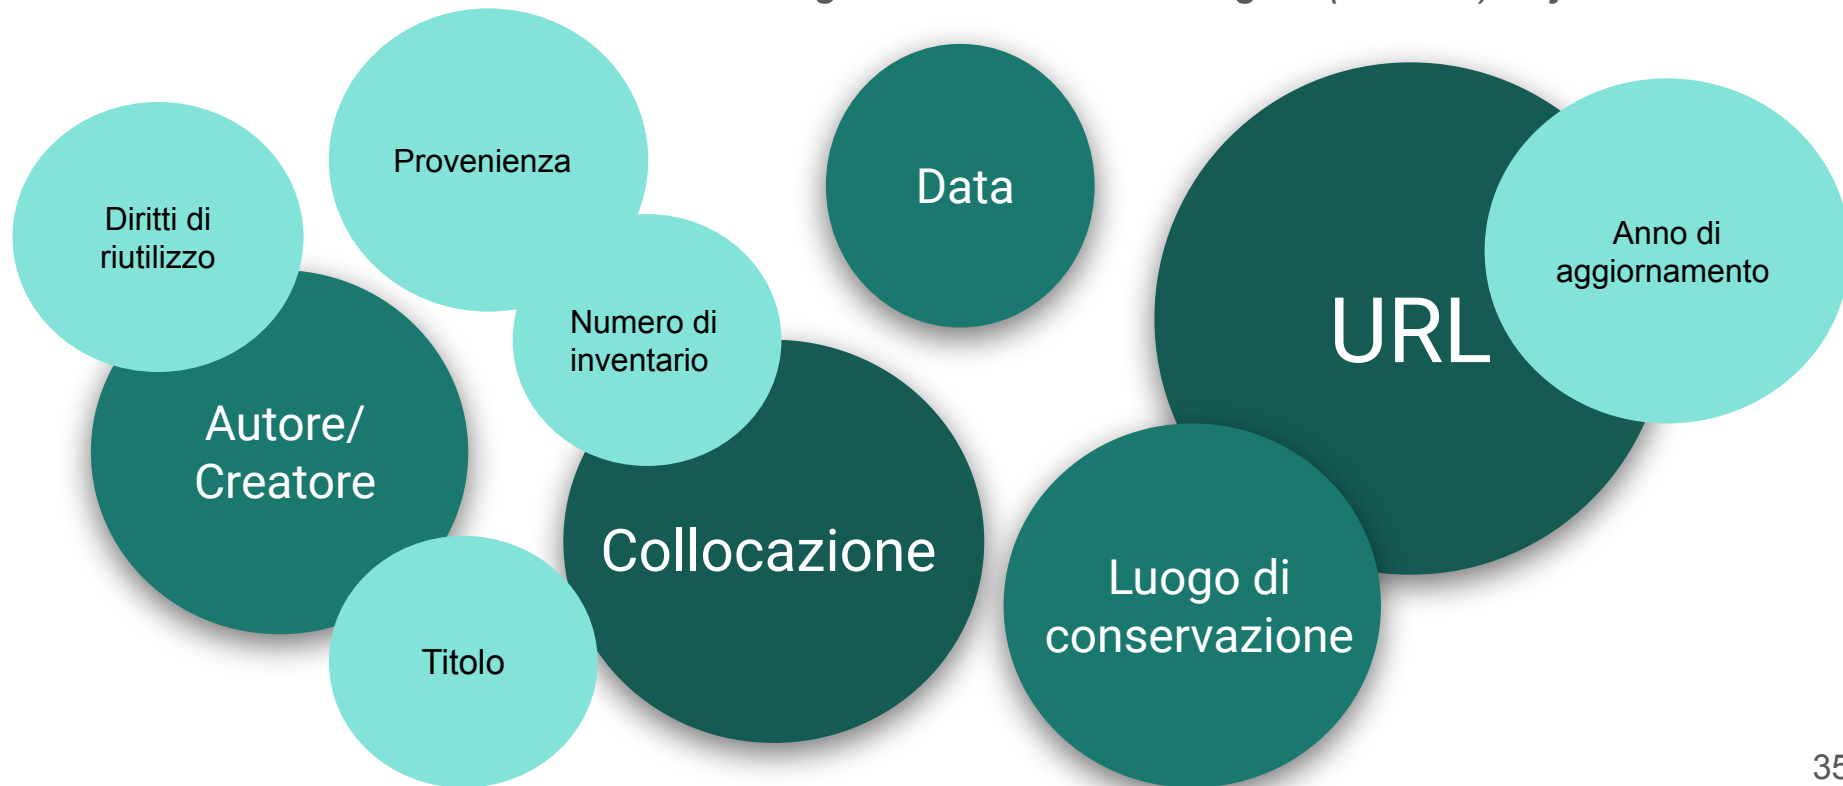 Provenienza
Data
Diritti di
riutilizzo
Anno di
aggiornamento
Numero di
inventario
URL
Autore/
Creatore
Collocazione
Luogo di
conservazione
Titolo
35